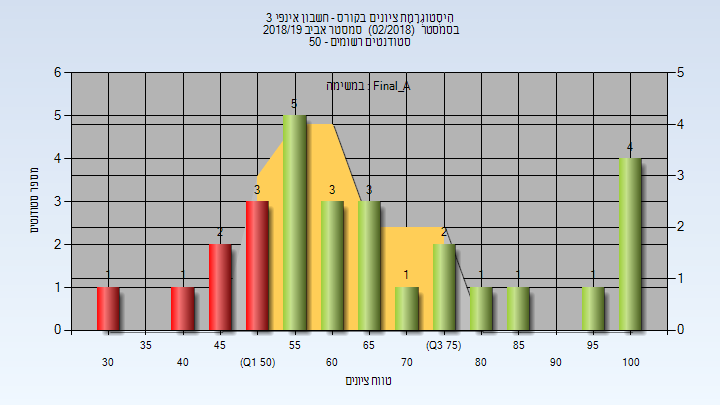 היסטוגרמת ציונים בקורס - חשבון אינפי 3
בסמסטר (02/2018) סמסטר אביב 2018/19
סטודנטים רשומים - 50
במשימה : Final_A
6 5 4 3 2 1 0
מספר סטודנטים
5 4 3 2 1 0
1 1 2 3 5 3 3 1 2 1 1 1 4
35 45 55 65 (Q3 75) 85 95
30 40 (Q1 50) 60 70 80 90 100
טווח ציונים